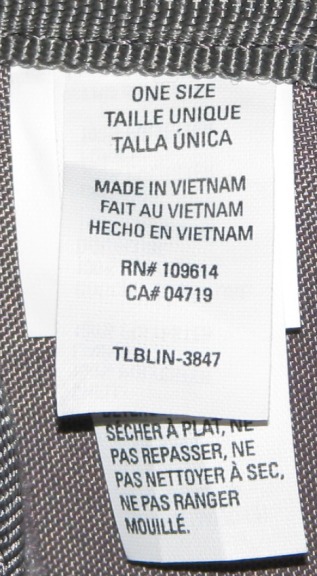 ONE SIZE
TAILLE UNIQUE
TALLA ÚNICA
MADE IN VIETNAM
FAIT AU VIETNAM
HECHO EN VIETNAM
RN# 109614
CA# 04719
TLBLIN-3847
SÉCHER À PLAT, NE
PAS REPASSER, NE
PAS NETTOYER À SEC,
NE PAS RANGER
MOUILLÉ.